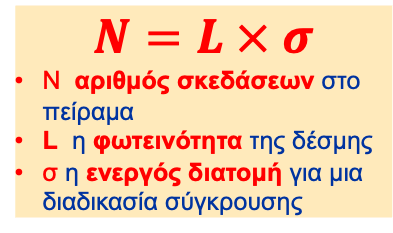 N = L × σ
• N αριθμός σκεδάσεων στο
πείραμα
• L η φωτεινότητα της δέσμης
• σ η ενεργός διατομή για μια
διαδικασία σύγκρουσης